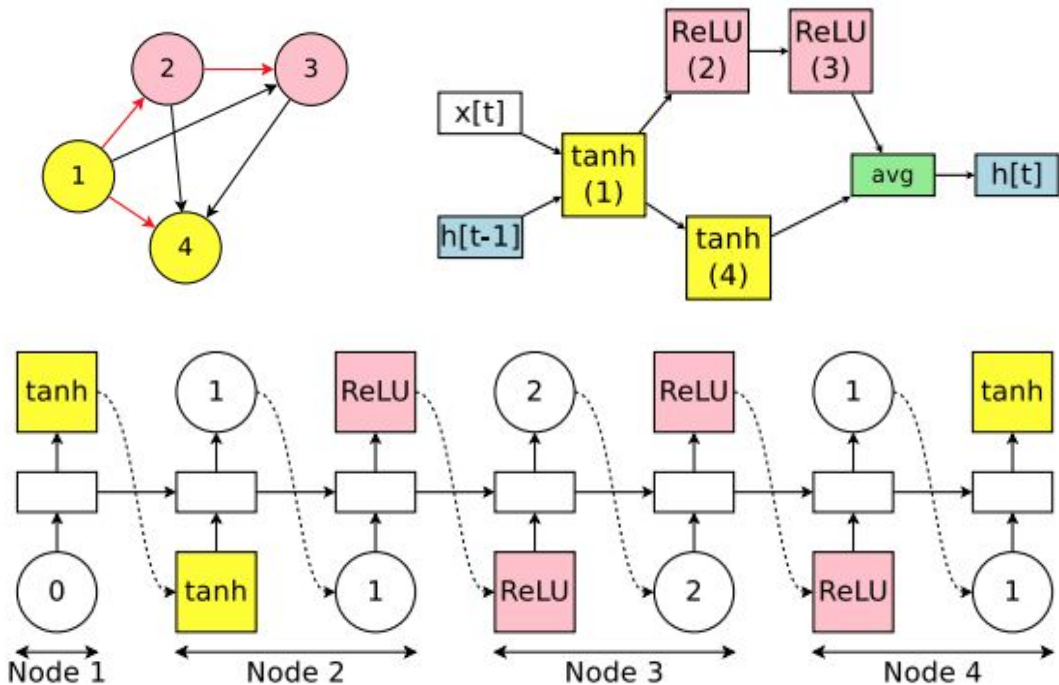 1
2
3
4
x[t]
h[t-1]
tanh
(1)
ReLU
(2)
ReLU
(3)
tanh
(4)
avg
h[t]
tanh
1
ReLU
2
ReLU
1
tanh
0
tanh
1
ReLU
2
ReLU
1
Node 1
Node 2
Node 3
Node 4